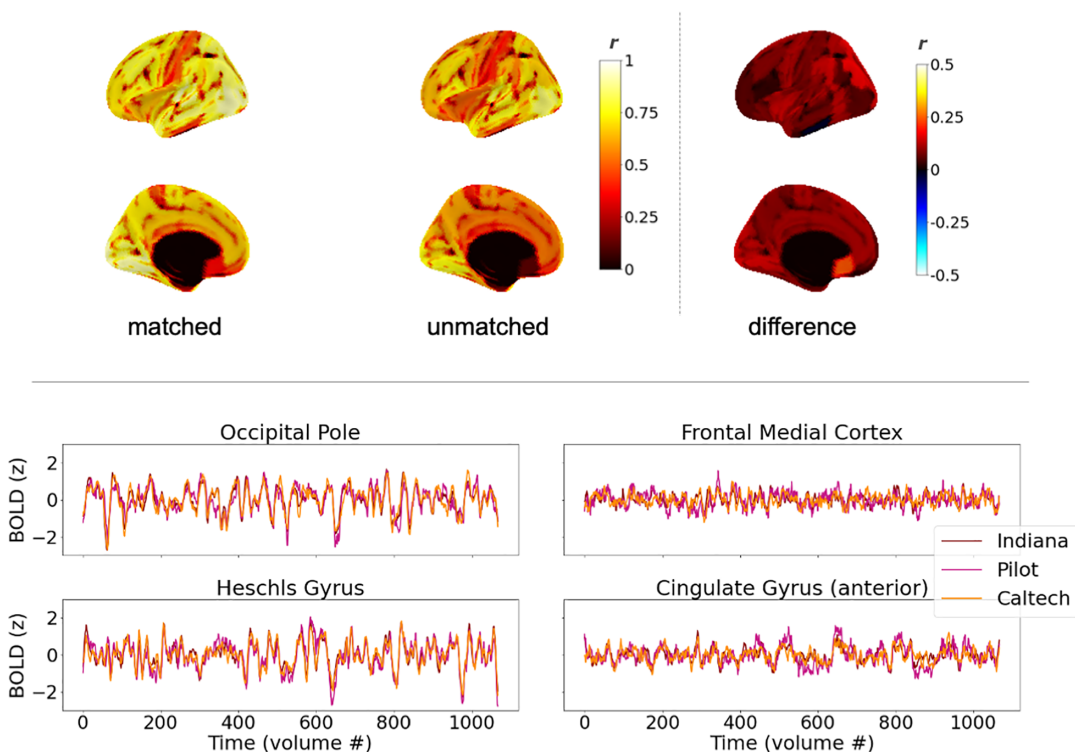 r
1
0.75
0.5
0.25
0
r
0.5
0.25
0
-0.25
-0.5
matched
unmatched
difference
Occipital Pole
Frontal Medial Cortex
BOLD (z)
2
0
−2
Indiana
Pilot
Caltech
Heschls Gyrus
Cingulate Gyrus (anterior)
BOLD (z)
2
0
−2
0 200 400 600 800 1000
0 200 400 600 800 1000
Time (volume #)
Time (volume #)